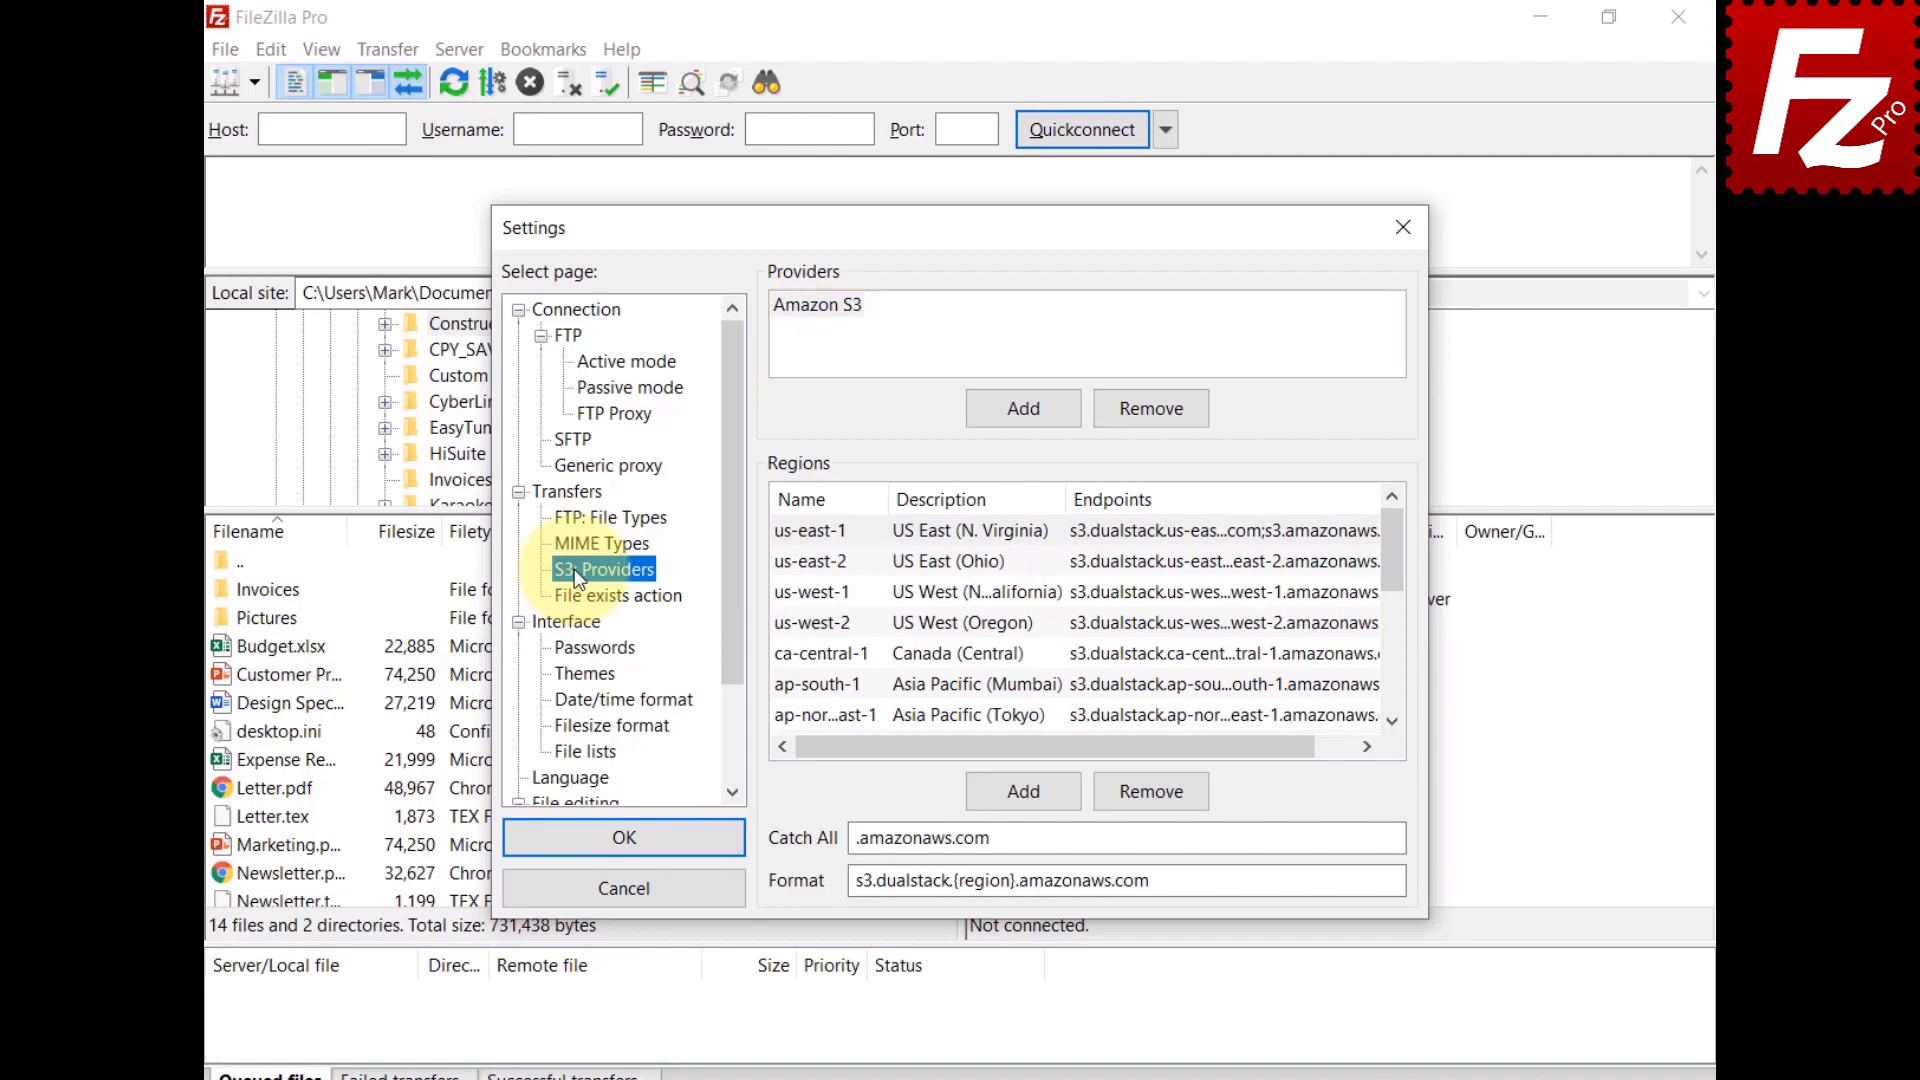 FileZilla Pro
File Edit View Transfer Server Bookmarks Help
Host: Username: Password: Port: Quickconnect
Fz Pro
Settings
Select page:
Connection
FTP
Active mode
Passive mode
FTP Proxy
SFTP
Generic proxy
Transfers
FTP: File Types
MIME Types
S3: Providers
File exists action
Interface
Passwords
Themes
Date/time format
Filesize format
File lists
Language
File editing
OK
Cancel
Providers
Amazon S3
Add Remove
Regions
Name Description Endpoints
us-east-1 US East (N. Virginia) s3.dualstack.us-eas...com;s3.amazonaws.
us-east-2 US East (Ohio) s3.dualstack.us-east...east-2.amazonaws.
us-west-1 US West (N...alifornia) s3.dualstack.us-wes...west-1.amazonaws
us-west-2 US West (Oregon) s3.dualstack.us-wes...west-2.amazonaws
ca-central-1 Canada (Central) s3.dualstack.ca-cent...tral-1.amazonaws.
ap-south-1 Asia Pacific (Mumbai) s3.dualstack.ap-sou...outh-1.amazonaws
ap-nor...ast-1 Asia Pacific (Tokyo) s3.dualstack.ap-nor...east-1.amazonaws.
Add Remove
Catch All .amazonaws.com
Format s3.dualstack.{region}.amazonaws.com
Local site: C:\Users\Mark\Documen
Construc
CPY_SAV
Custom
CyberLin
EasyTun
HiSuite
Invoices
Karaoke
Filename Filesize Filety
..
Invoices File fo
Pictures File fo
Budget.xlsx 22,885 Micro
Customer Pr... 74,250 Micro
Design Spec... 27,219 Micro
desktop.ini 48 Confi
Expense Re... 21,999 Micro
Letter.pdf 48,967 Chror
Letter.tex 1,873 TEX F
Marketing.p... 74,250 Micro
Newsletter.p... 32,627 Chror
Newsletter.t... 1,199 TEX F
14 files and 2 directories. Total size: 731,438 bytes
i... Owner/G...
ver
Not connected.
Server/Local file Direc... Remote file Size Priority Status
Queued files Failed transfers Successful transfers